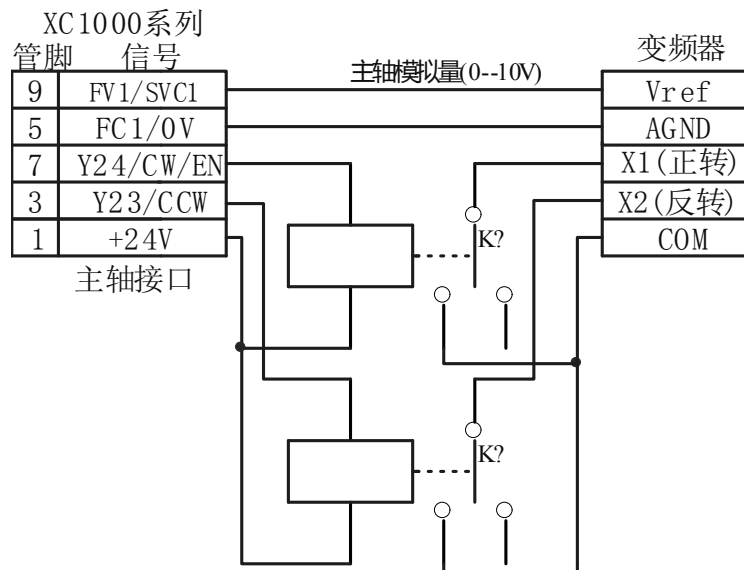 XC1000系列
管脚 信号
变频器
主轴模拟量(0--10V)
9 FV1/SVC1
Vref
5 FC1/0V
AGND
7 Y24/CW/EN
X1(正转)
3 Y23/CCW
X2(反转)
1 +24V
COM
K?
主轴接口
K?